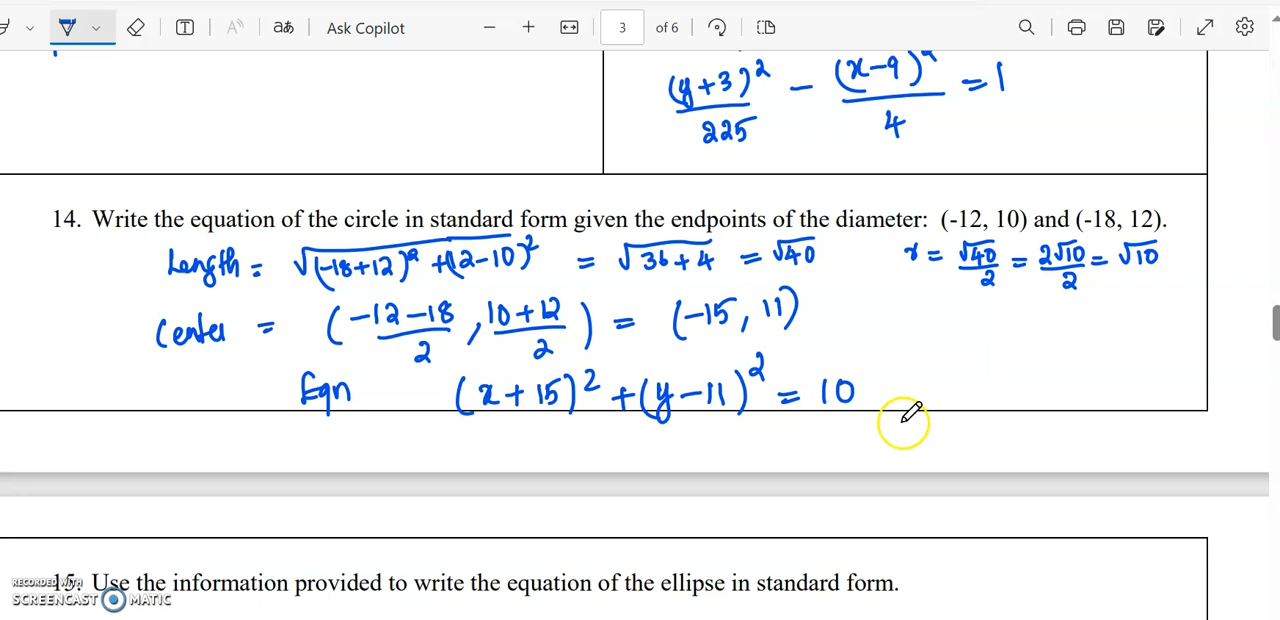 Ask Copilot 3 of 6
(y+3)² / 225 − (x−9)² / 4 = 1
14. Write the equation of the circle in standard form given the endpoints of the diameter: (-12, 10) and (-18, 12).
Length = √(-18+12)² + (12-10)² = √36+4 = √40 r = √40/2 = 2√10/2 = √10
Center = (-12-18/2, 10+12/2) = (-15, 11)
Eqn (x+15)² + (y-11)² = 10
15. Use the information provided to write the equation of the ellipse in standard form.
RECORDED WITH
SCREENCAST MATIC